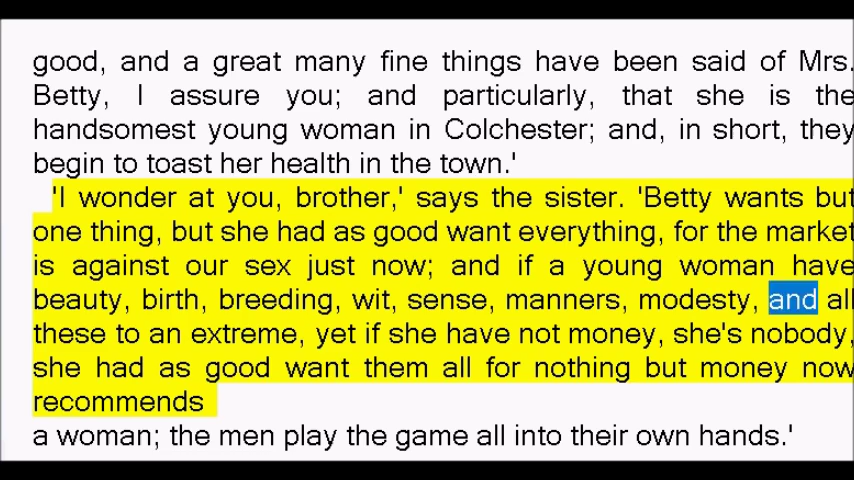 good, and a great many fine things have been said of Mrs.
Betty, I assure you; and particularly, that she is the
handsomest young woman in Colchester; and, in short, they
begin to toast her health in the town.'
'I wonder at you, brother,' says the sister. 'Betty wants but
one thing, but she had as good want everything, for the market
is against our sex just now; and if a young woman have
beauty, birth, breeding, wit, sense, manners, modesty, and all
these to an extreme, yet if she have not money, she's nobody,
she had as good want them all for nothing but money now
recommends
a woman; the men play the game all into their own hands.'